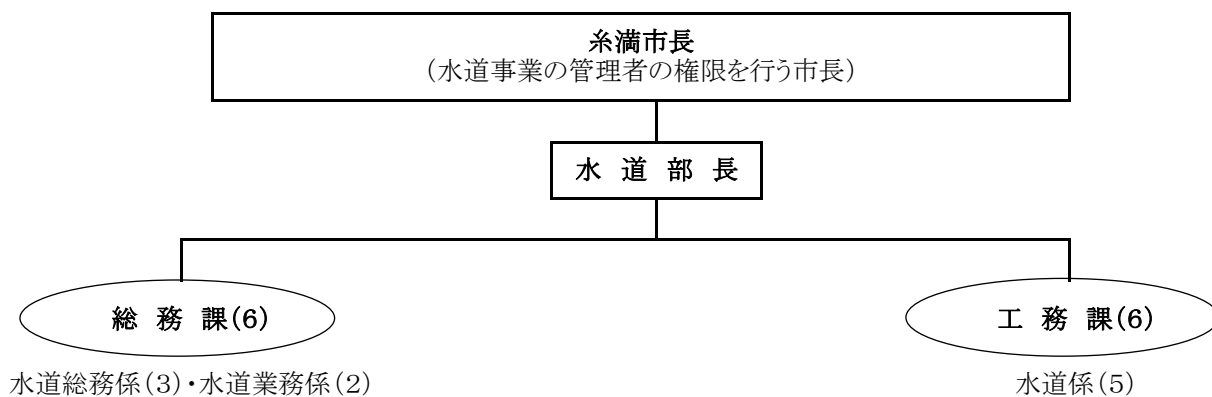 糸満市長
(水道事業の管理者の権限を行う市長)
水 道 部 長
総 務 課(6)
工 務 課(6)
水道総務係(3)・水道業務係(2)
水道係(5)